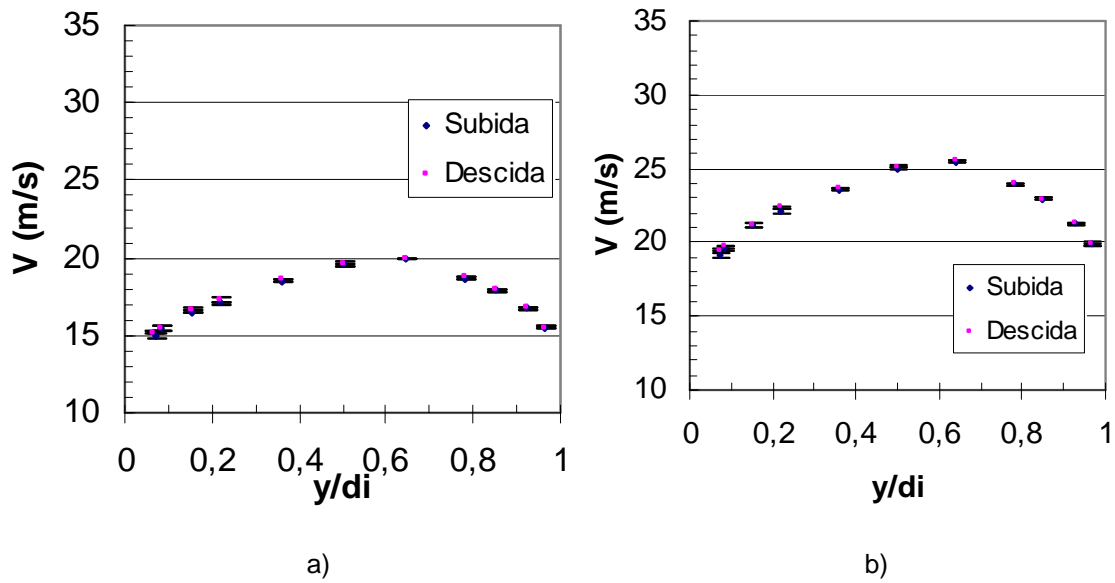 35
30
25
20
15
10
V (m/s)
Subida
Descida
0 0,2 0,4 0,6 0,8 1
y/di
a)
35
30
25
20
15
10
V (m/s)
Subida
Descida
0 0,2 0,4 0,6 0,8 1
y/di
b)